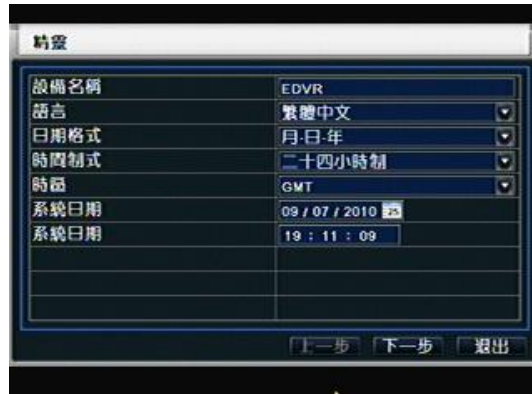 精靈
設備名稱 EDVR
語言 繁體中文
日期格式 月-日-年
時間制式 二十四小時制
時區 GMT
系統日期 09 / 07 / 2010 25
系統日期 19 : 11 : 09
上一步 下一步 退出